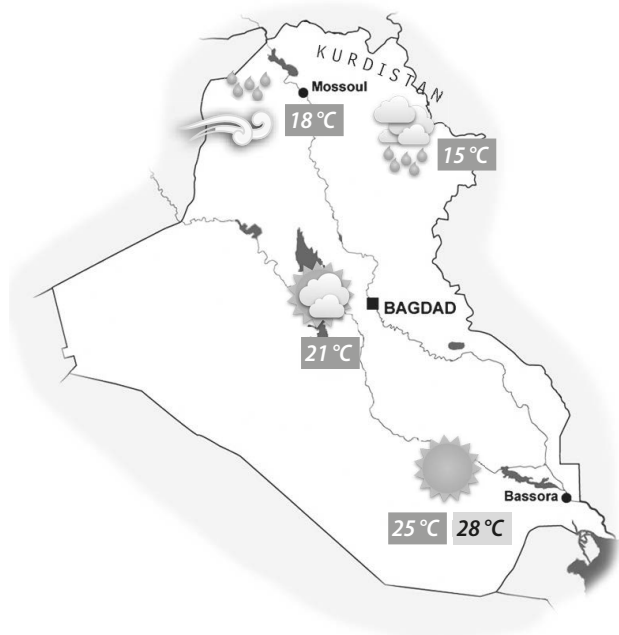 KURDISTAN
Mossoul
18 °C
15 °C
BAGDAD
21 °C
Bassora
25 °C 28 °C